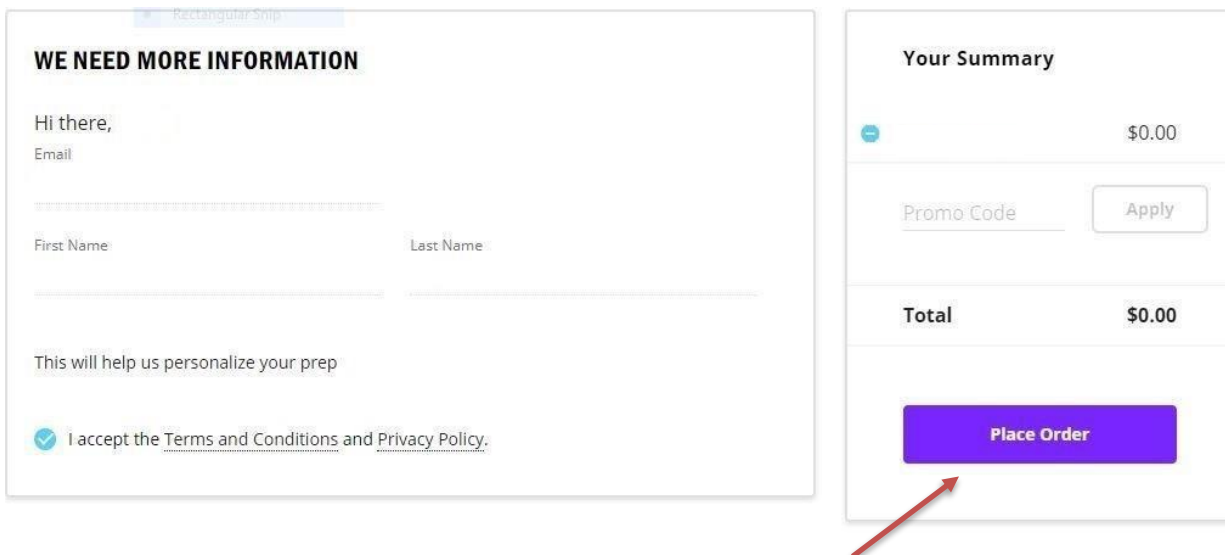 Rectangular Snip
WE NEED MORE INFORMATION
Hi there,
Email
First Name
Last Name
This will help us personalize your prep
I accept the Terms and Conditions and Privacy Policy.
Your Summary
$0.00
Promo Code
Apply
Total
$0.00
Place Order